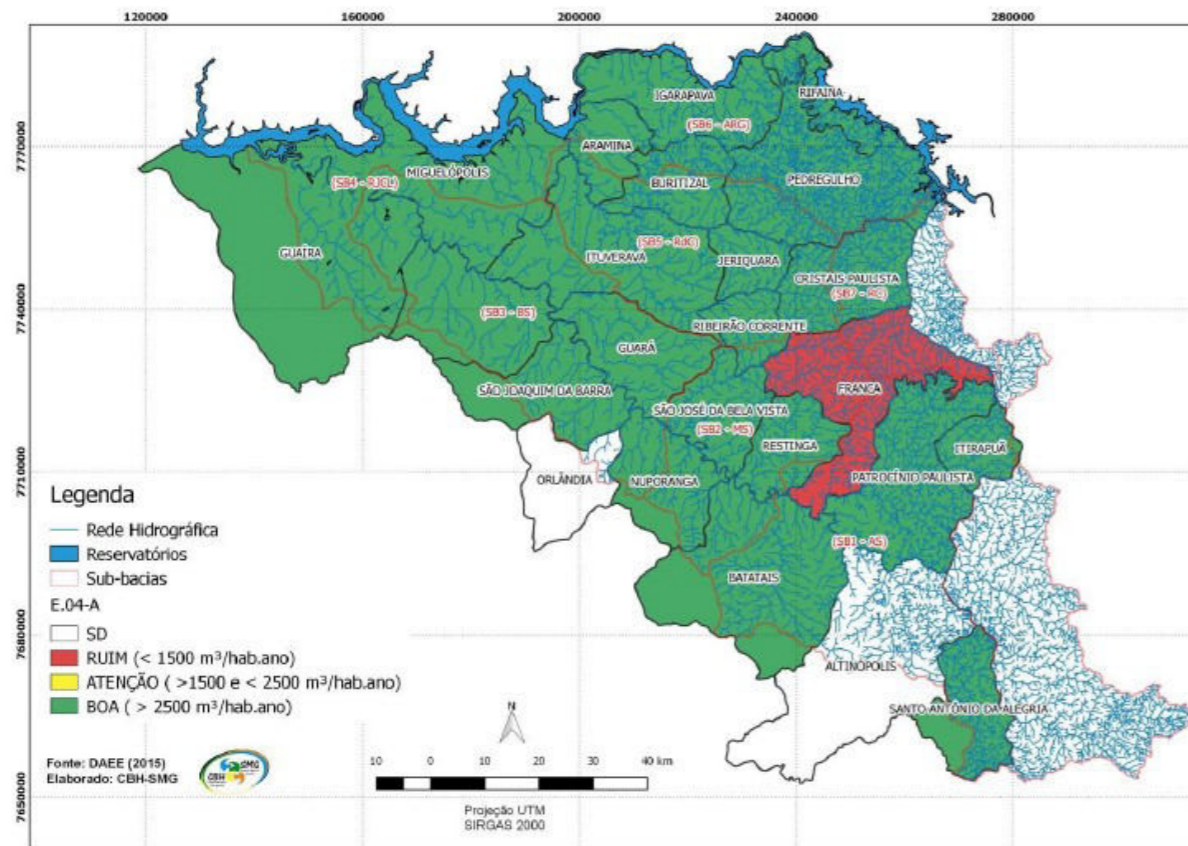 120000 160000 200000 240000 280000
IGARAPAVA
RIFAINA
(SB6 - ARG)
7770000
ARAMINA
MIGUELÓPOLIS
(SB4 - RJCL)
BURITIZAL
PEDREGULHO
(SB5 - RdC)
GUAÍRA
ITUVERAVA
JERIQUARA
CRISTAIS PAULISTA
(SB7 - RC)
7740000
(SB3 - BS)
RIBEIRÃO CORRENTE
GUARÁ
SÃO JOAQUIM DA BARRA
FRANCA
SÃO JOSÉ DA BELA VISTA
(SB2 - MS)
RESTINGA
ITIRAPUÃ
7710000
ORLÂNDIA
NUPORANGA
PATROCÍNIO PAULISTA
(SB1 - AS)
BATATAIS
7680000
ALTINÓPOLIS
SANTO ANTÔNIO DA ALEGRIA
7650000
Legenda
Rede Hidrográfica
Reservatórios
Sub-bacias
E.04-A
SD
RUIM (< 1500 m³/hab.ano)
ATENÇÃO ( >1500 e < 2500 m³/hab.ano)
BOA ( > 2500 m³/hab.ano)
Fonte: DAEE (2015)
Elaborado: CBH-SMG
CBH SMG
N
10 0 10 20 30 40 km
Projeção UTM
SIRGAS 2000